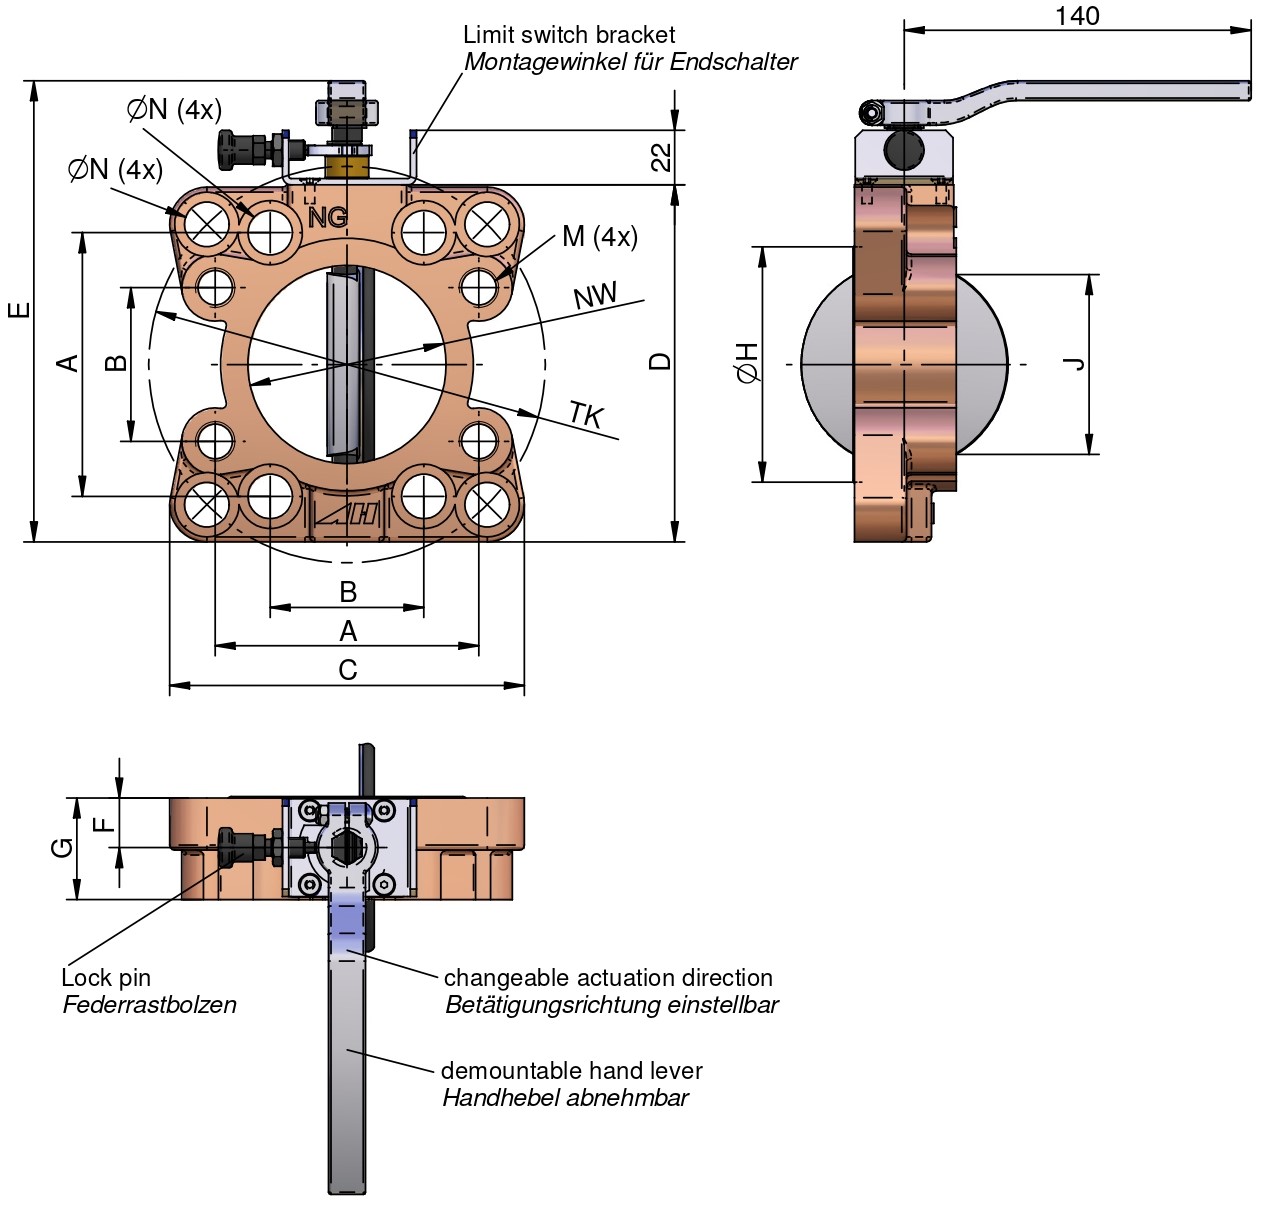 140
Limit switch bracket
Montagewinkel für Endschalter
ØN (4x)
ØN (4x)
22
NG
M (4x)
NW
E
A
B
D
ØH
J
TK
AH
B
A
C
F
G
Lock pin
Federrastbolzen
changeable actuation direction
Betätigungsrichtung einstellbar
demountable hand lever
Handhebel abnehmbar